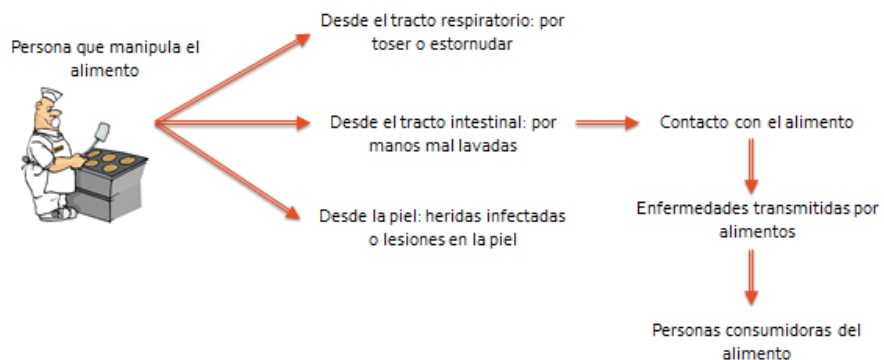 Persona que manipula el
alimento
Desde el tracto respiratorio: por
toser o estornudar
Desde el tracto intestinal: por
manos mal lavadas
Desde la piel: heridas infectadas
o lesiones en la piel
Contacto con el alimento
Enfermedades transmitidas por
alimentos
Personas consumidoras del
alimento